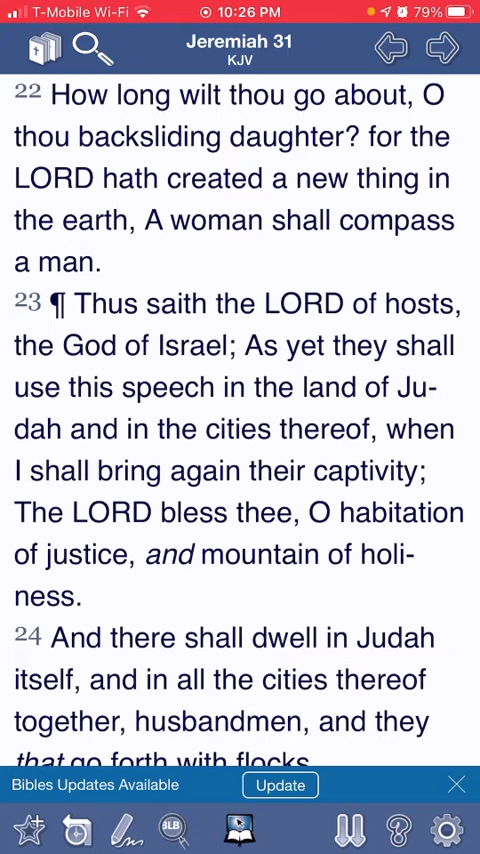 T-Mobile Wi-Fi 10:26 PM 79%
Jeremiah 31
KJV
22 How long wilt thou go about, O
thou backsliding daughter? for the
LORD hath created a new thing in
the earth, A woman shall compass
a man.
23 ¶ Thus saith the LORD of hosts,
the God of Israel; As yet they shall
use this speech in the land of Ju-
dah and in the cities thereof, when
I shall bring again their captivity;
The LORD bless thee, O habitation
of justice, and mountain of holi-
ness.
24 And there shall dwell in Judah
itself, and in all the cities thereof
together, husbandmen, and they
that go forth with flocks.
Bibles Updates Available Update
BLB